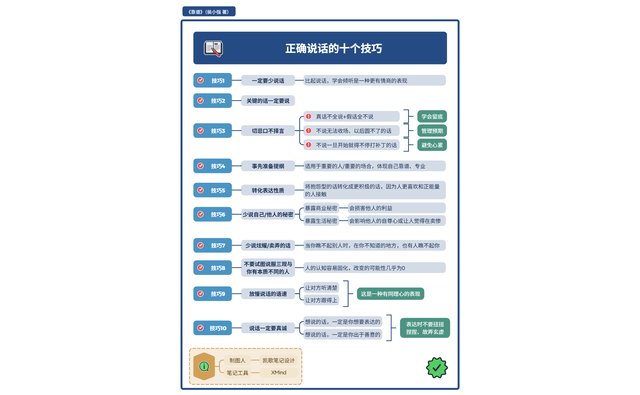 《靠谱》（侯小强 著）
正确说话的十个技巧
技巧1 一定要少说话 比起说话，学会倾听是一种更有情商的表现
技巧2 关键的话一定要说
技巧3 切忌口不择言
真话不全说+假话全不说 学会留底
不说无法收场、以后圆不了的话 管理预期
不说一旦开始就得不停打补丁的话 避免心累
技巧4 事先准备提纲 适用于重要的人/重要的场合，体现自己靠谱、专业
技巧5 转化表达性质 将抱怨型的话转化成更积极的话，因为人更喜欢和正能量
的人接触
技巧6 少说自己/他人的秘密
暴露商业秘密 会损害他人的利益
暴露生活秘密 会影响他人的自尊心或让人觉得在卖惨
技巧7 少说炫耀/卖弄的话 当你瞧不起别人时，在你不知道的地方，也有人瞧不起你
技巧8 不要试图说服三观与
你有本质不同的人 人的认知容易固化，改变的可能性几乎为0
技巧9 放慢说话的语速
让对方听清楚
让对方跟得上
这是一种有同理心的表现
技巧10 说话一定要真诚
想说的话，一定是你想要表达的
想说的话，一定是你出于善意的
表达时不要扭扭
捏捏、故弄玄虚
制图人 凯歌笔记设计
笔记工具 XMind